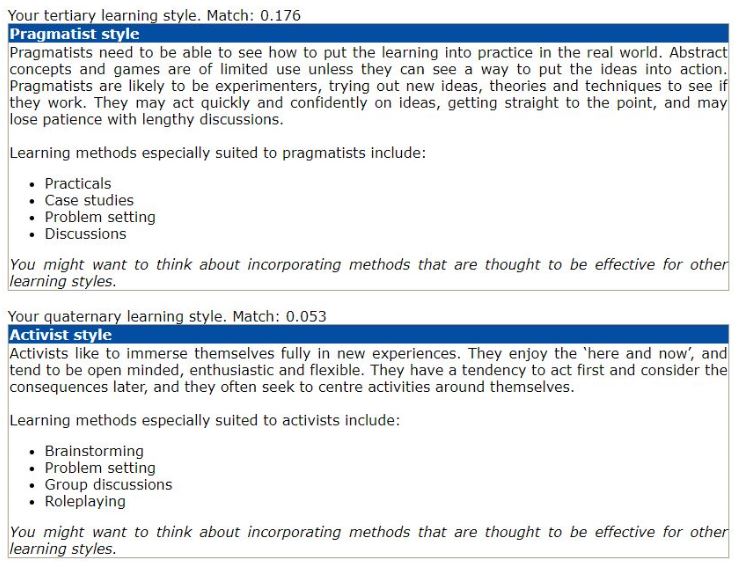 Your tertiary learning style. Match: 0.176
Pragmatist style
Pragmatists need to be able to see how to put the learning into practice in the real world. Abstract
concepts and games are of limited use unless they can see a way to put the ideas into action.
Pragmatists are likely to be experimenters, trying out new ideas, theories and techniques to see if
they work. They may act quickly and confidently on ideas, getting straight to the point, and may
lose patience with lengthy discussions.
Learning methods especially suited to pragmatists include:
• Practicals
• Case studies
• Problem setting
• Discussions
You might want to think about incorporating methods that are thought to be effective for other
learning styles.
Your quaternary learning style. Match: 0.053
Activist style
Activists like to immerse themselves fully in new experiences. They enjoy the ‘here and now’, and
tend to be open minded, enthusiastic and flexible. They have a tendency to act first and consider the
consequences later, and they often seek to centre activities around themselves.
Learning methods especially suited to activists include:
• Brainstorming
• Problem setting
• Group discussions
• Roleplaying
You might want to think about incorporating methods that are thought to be effective for other
learning styles.